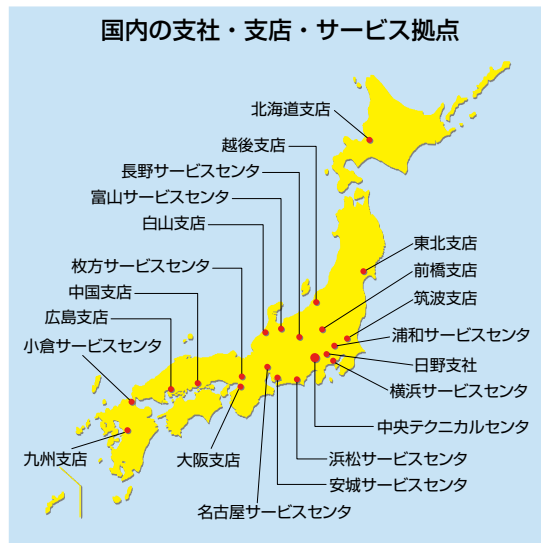 国内の支社・支店・サービス拠点
北海道支店
越後支店
長野サービスセンタ
富山サービスセンタ
白山支店
枚方サービスセンタ
中国支店
広島支店
小倉サービスセンタ
東北支店
前橋支店
筑波支店
浦和サービスセンタ
日野支社
横浜サービスセンタ
中央テクニカルセンタ
九州支店
大阪支店
浜松サービスセンタ
安城サービスセンタ
名古屋サービスセンタ